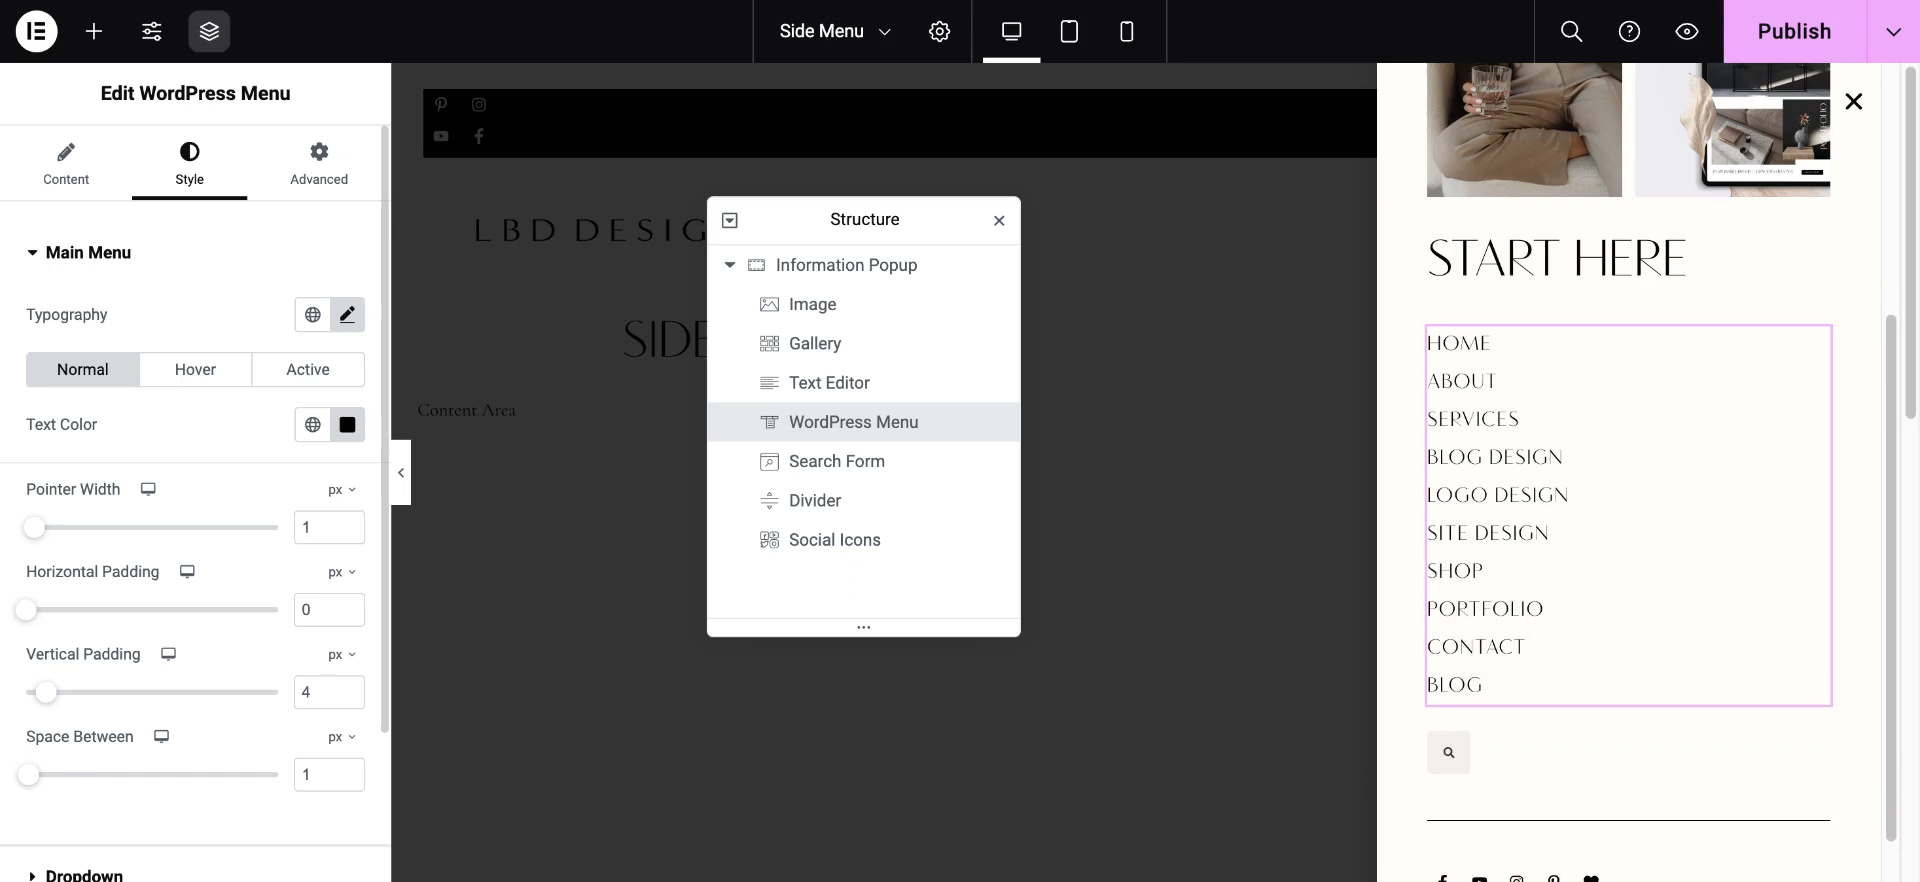 Side Menu
Publish
Edit WordPress Menu
Content
Style
Advanced
Main Menu
Typography
Normal
Hover
Active
Text Color
Pointer Width
px
1
Horizontal Padding
px
0
Vertical Padding
px
4
Space Between
px
1
Dropdown
LBD DESIG
SIDE
Content Area
Structure
Information Popup
Image
Gallery
Text Editor
WordPress Menu
Search Form
Divider
Social Icons
START HERE
HOME
ABOUT
SERVICES
BLOG DESIGN
LOGO DESIGN
SITE DESIGN
SHOP
PORTFOLIO
CONTACT
BLOG